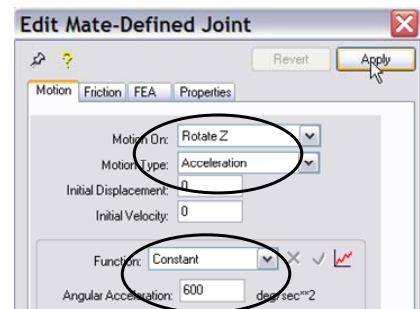 Edit Mate-Defined Joint
? Revert Apply
Motion Friction FEA Properties
Motion On: Rotate Z
Motion Type: Acceleration
Initial Displacement: 0
Initial Velocity: 0
Function: Constant
Angular Acceleration: 600 deg/sec**2